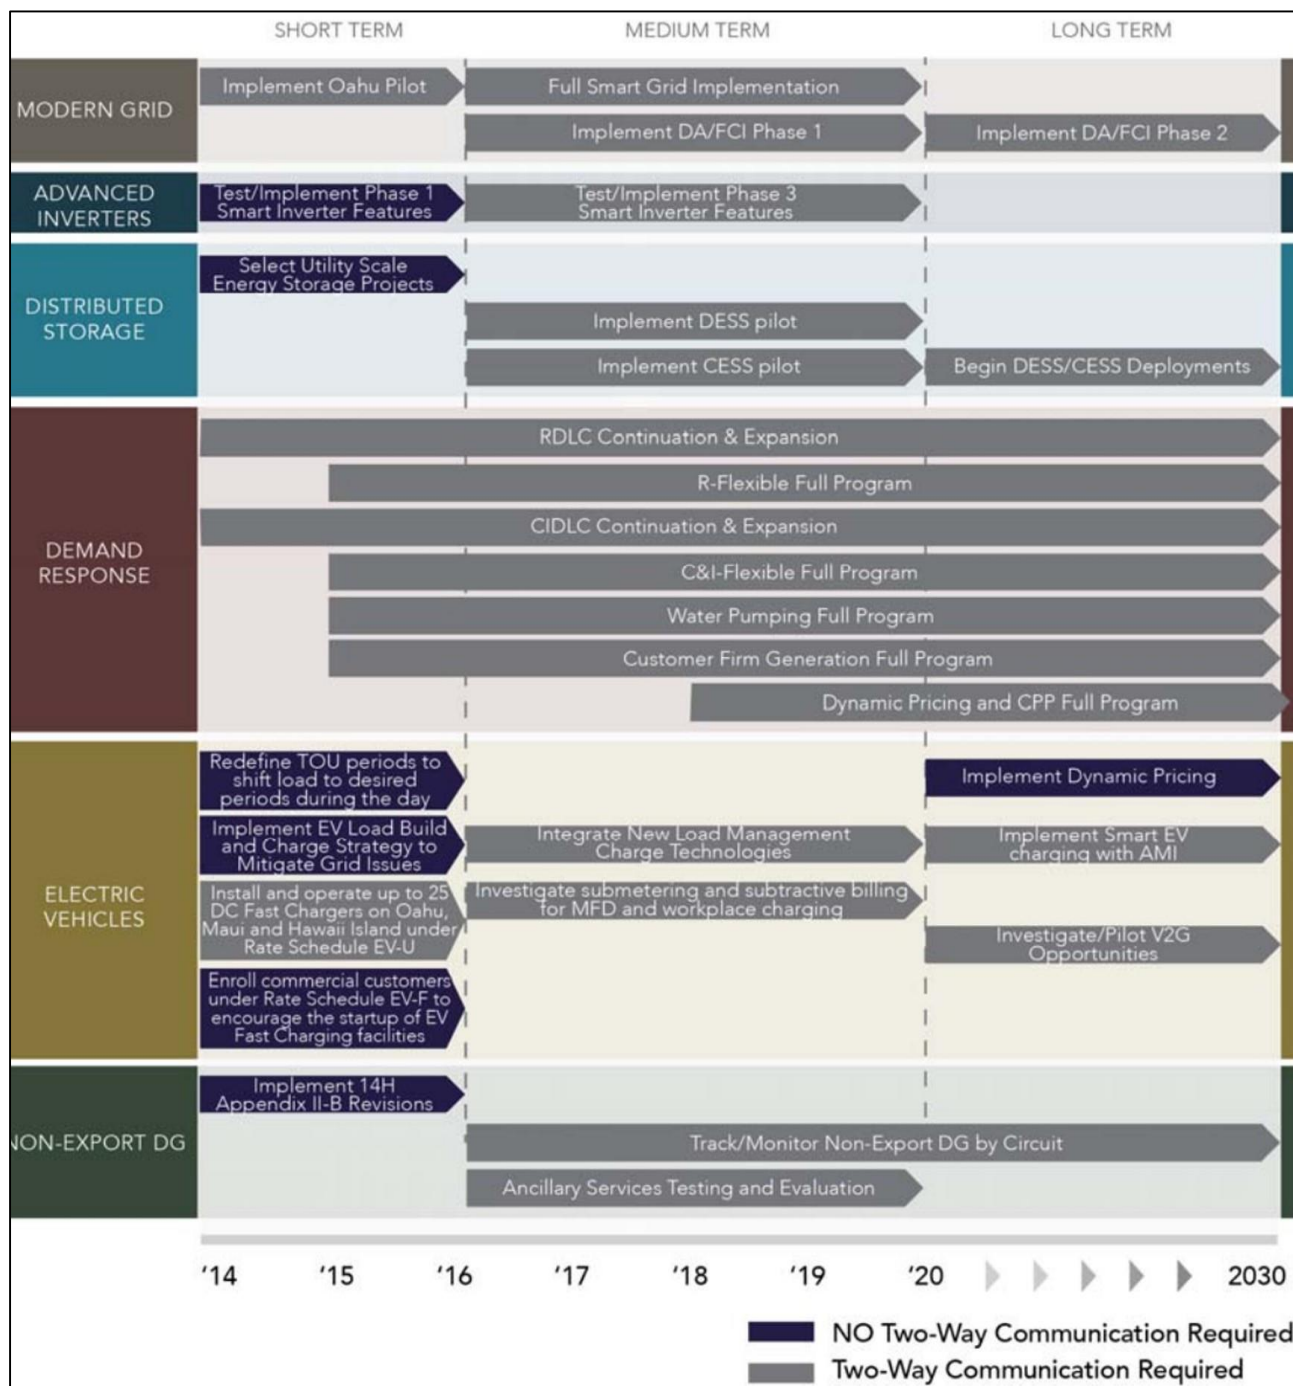 SHORT TERM
MEDIUM TERM
LONG TERM
MODERN GRID
Implement Oahu Pilot
Full Smart Grid Implementation
Implement DA/FCI Phase 1
Implement DA/FCI Phase 2
ADVANCED
INVERTERS
Test/Implement Phase 1
Smart Inverter Features
Test/Implement Phase 3
Smart Inverter Features
DISTRIBUTED
STORAGE
Select Utility Scale
Energy Storage Projects
Implement DESS pilot
Implement CESS pilot
Begin DESS/CESS Deployments
DEMAND
RESPONSE
RDLC Continuation & Expansion
R-Flexible Full Program
CIDLC Continuation & Expansion
C&I-Flexible Full Program
Water Pumping Full Program
Customer Firm Generation Full Program
Dynamic Pricing and CPP Full Program
ELECTRIC
VEHICLES
Redefine TOU periods to
shift load to desired
periods during the day
Implement Dynamic Pricing
Implement EV Load Build
and Charge Strategy to
Mitigate Grid Issues
Integrate New Load Management
Charge Technologies
Implement Smart EV
charging with AMI
Install and operate up to 25
DC Fast Chargers on Oahu,
Maui and Hawaii Island under
Rate Schedule EV-U
Investigate submetering and subtractive billing
for MFD and workplace charging
Investigate/Pilot V2G
Opportunities
Enroll commercial customers
under Rate Schedule EV-F to
encourage the startup of EV
Fast Charging facilities
NON-EXPORT DG
Implement 14H
Appendix II-B Revisions
Track/Monitor Non-Export DG by Circuit
Ancillary Services Testing and Evaluation
‘14 ‘15 ‘16 ‘17 ‘18 ‘19 ‘20 2030
NO Two-Way Communication Required
Two-Way Communication Required